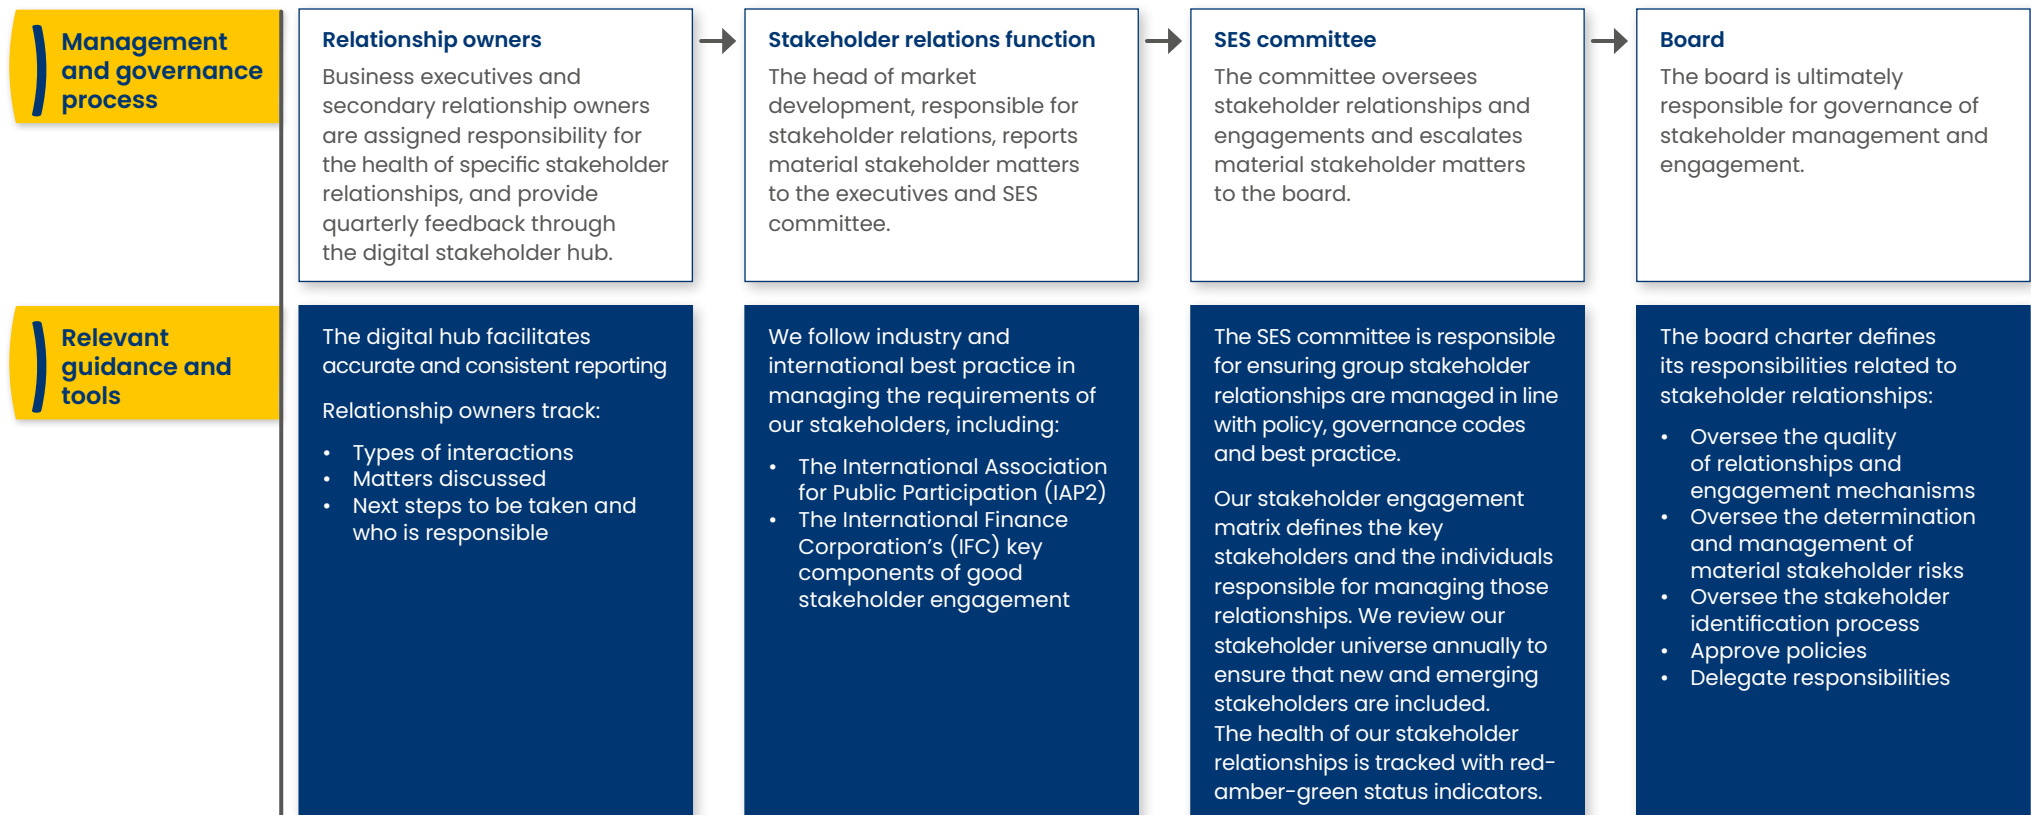 Management
and governance
process
Relationship owners
Business executives and
secondary relationship owners
are assigned responsibility for
the health of specific stakeholder
relationships, and provide
quarterly feedback through
the digital stakeholder hub.
Stakeholder relations function
The head of market
development, responsible for
stakeholder relations, reports
material stakeholder matters
to the executives and SES
committee.
SES committee
The committee oversees
stakeholder relationships and
engagements and escalates
material stakeholder matters
to the board.
Board
The board is ultimately
responsible for governance of
stakeholder management and
engagement.
Relevant
guidance and
tools
The digital hub facilitates
accurate and consistent reporting
Relationship owners track:
• Types of interactions
• Matters discussed
• Next steps to be taken and
who is responsible
We follow industry and
international best practice in
managing the requirements of
our stakeholders, including:
• The International Association
for Public Participation (IAP2)
• The International Finance
Corporation’s (IFC) key
components of good
stakeholder engagement
The SES committee is responsible
for ensuring group stakeholder
relationships are managed in line
with policy, governance codes
and best practice.
Our stakeholder engagement
matrix defines the key
stakeholders and the individuals
responsible for managing those
relationships. We review our
stakeholder universe annually to
ensure that new and emerging
stakeholders are included.
The health of our stakeholder
relationships is tracked with red-
amber-green status indicators.
The board charter defines
its responsibilities related to
stakeholder relationships:
• Oversee the quality
of relationships and
engagement mechanisms
• Oversee the determination
and management of
material stakeholder risks
• Oversee the stakeholder
identification process
• Approve policies
• Delegate responsibilities